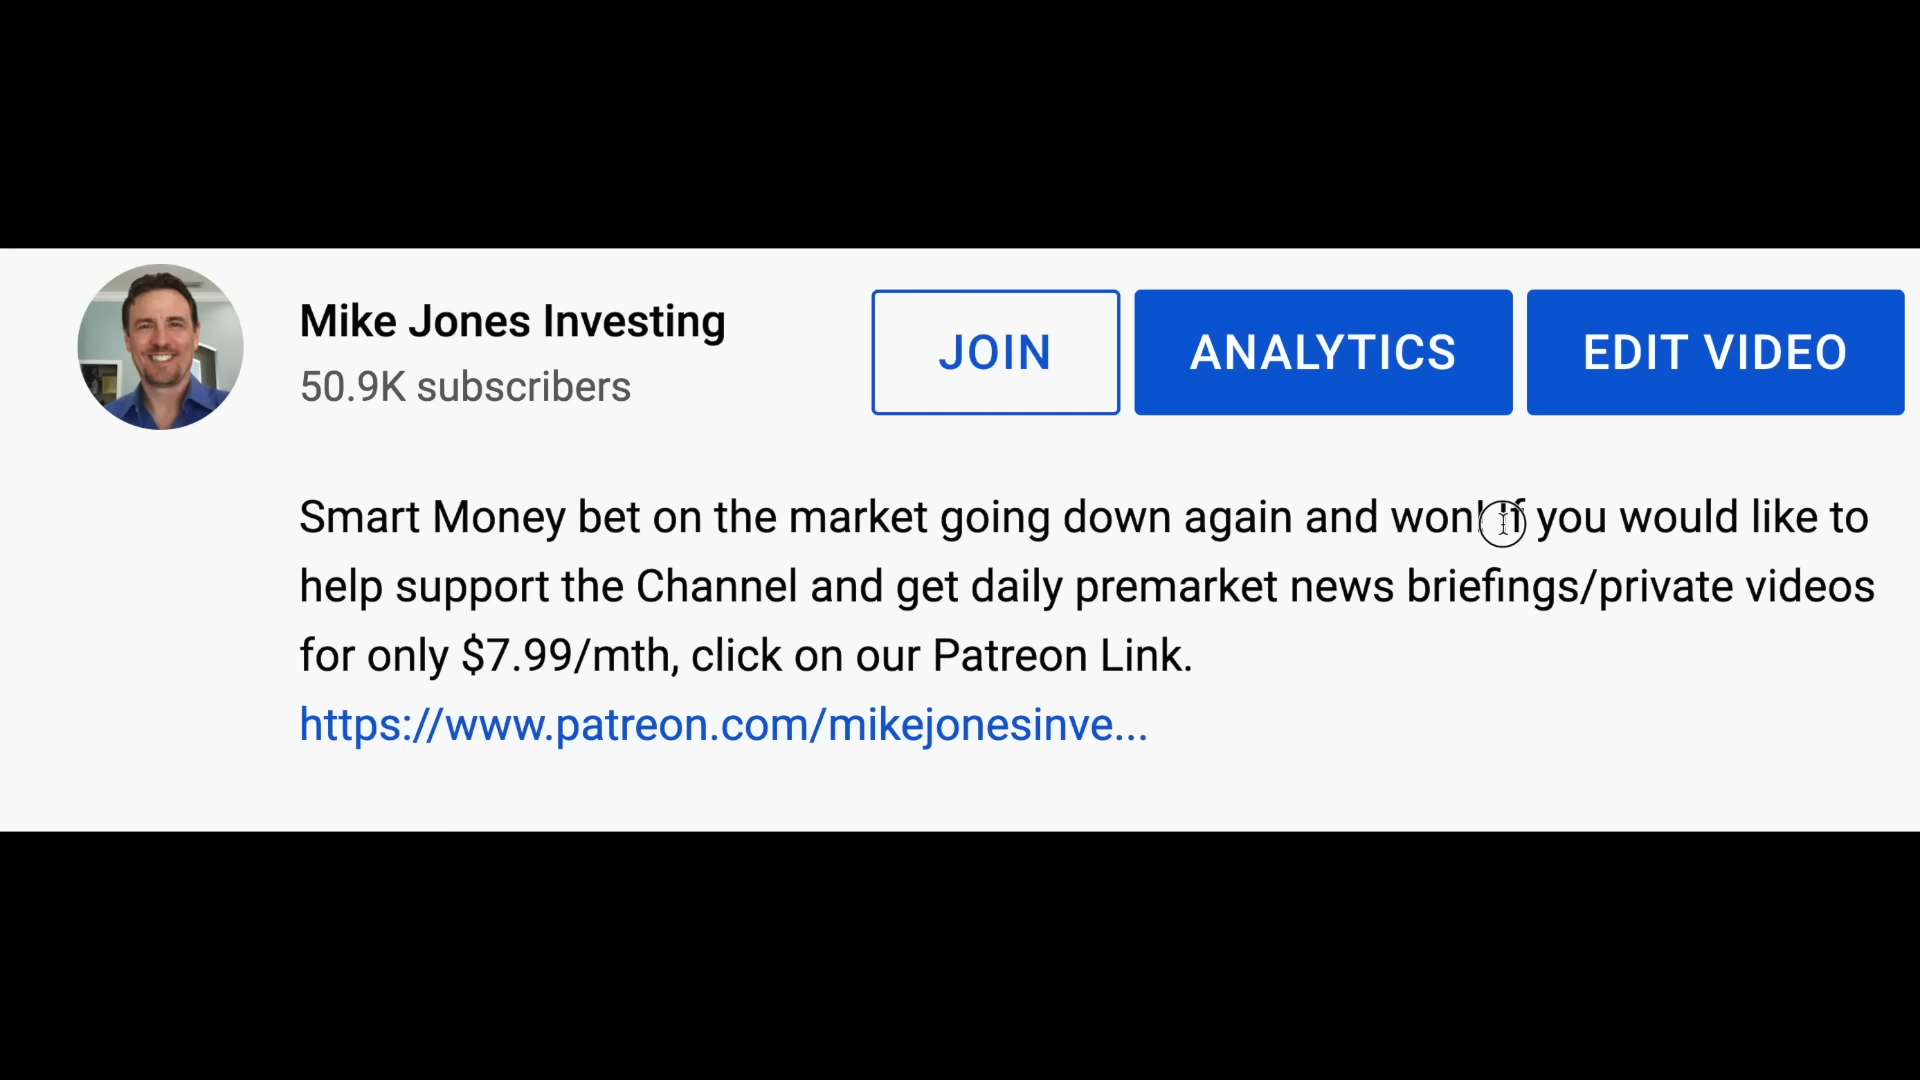 Mike Jones Investing
50.9K subscribers
JOIN
ANALYTICS
EDIT VIDEO
Smart Money bet on the market going down again and won! If you would like to
help support the Channel and get daily premarket news briefings/private videos
for only $7.99/mth, click on our Patreon Link.
https://www.patreon.com/mikejonesinve...